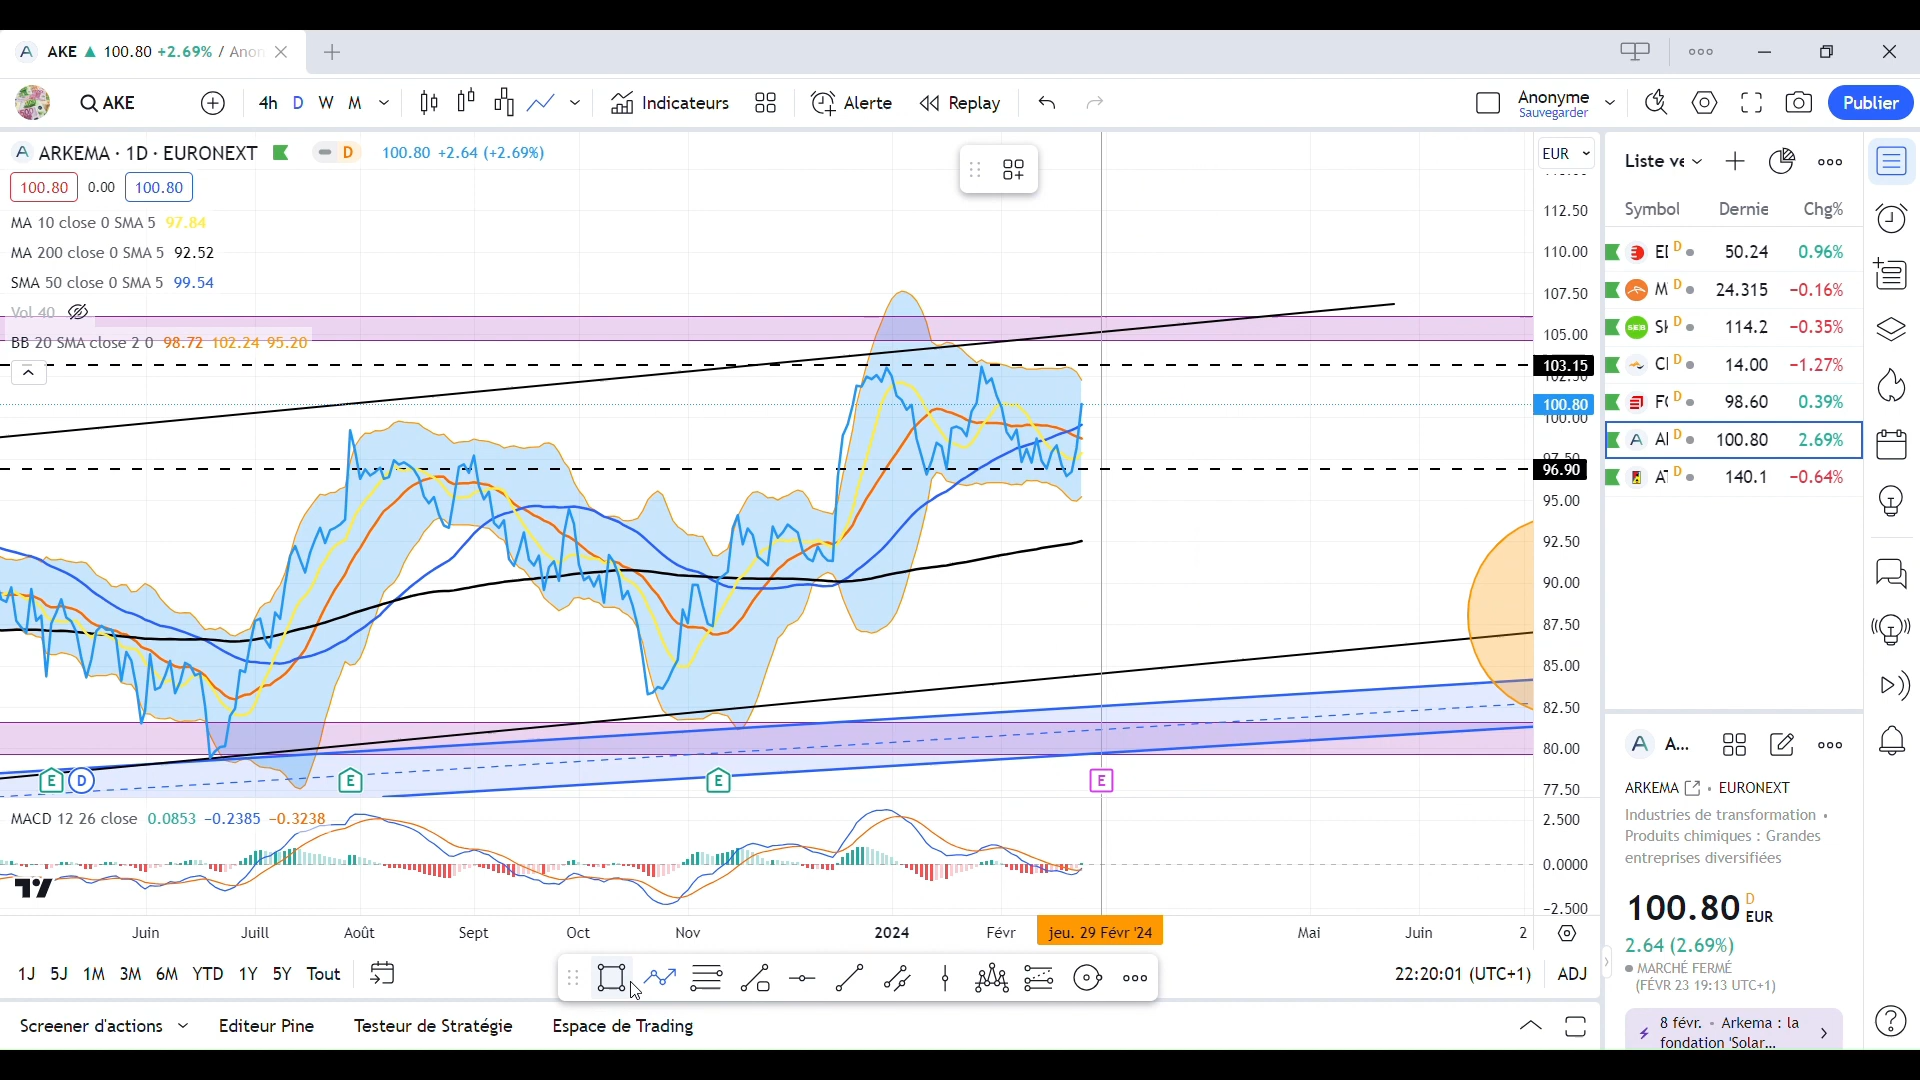 AKE ▲ 100.80 +2.69% / Anon
AKE
4h D W M
Indicateurs
Alerte
Replay
Anonyme
Sauvegarder
Publier
ARKEMA · 1D · EURONEXT
D
100.80 +2.64 (+2.69%)
100.80 0.00 100.80
MA 10 close 0 SMA 5 97.84
MA 200 close 0 SMA 5 92.52
SMA 50 close 0 SMA 5 99.54
Vol 40
BB 20 SMA close 2 0 98.72 102.24 95.20
EUR
112.50
110.00
107.50
105.00
103.15
102.50
100.80
100.00
97.50
96.90
95.00
92.50
90.00
87.50
85.00
82.50
80.00
77.50
E D E E E
MACD 12 26 close 0.0853 −0.2385 −0.3238
2.500
0.0000
−2.500
Juin Juill Août Sept Oct Nov 2024 Févr jeu. 29 Févr '24 Mai Juin 2
1J 5J 1M 3M 6M YTD 1Y 5Y Tout
22:20:01 (UTC+1) ADJ
Screener d'actions Editeur Pine Testeur de Stratégie Espace de Trading
Liste ve
Symbol Dernie Chg%
D 50.24 0.96%
M D 24.315 −0.16%
SEB D 114.2 −0.35%
D 14.00 −1.27%
D 98.60 0.39%
D 100.80 2.69%
D 140.1 −0.64%
A...
ARKEMA · EURONEXT
Industries de transformation ·
Produits chimiques : Grandes
entreprises diversifiées
100.80 D EUR
2.64 (2.69%)
MARCHÉ FERMÉ
(FÉVR 23 19:13 UTC+1)
8 févr. · Arkema : la
fondation 'Solar...